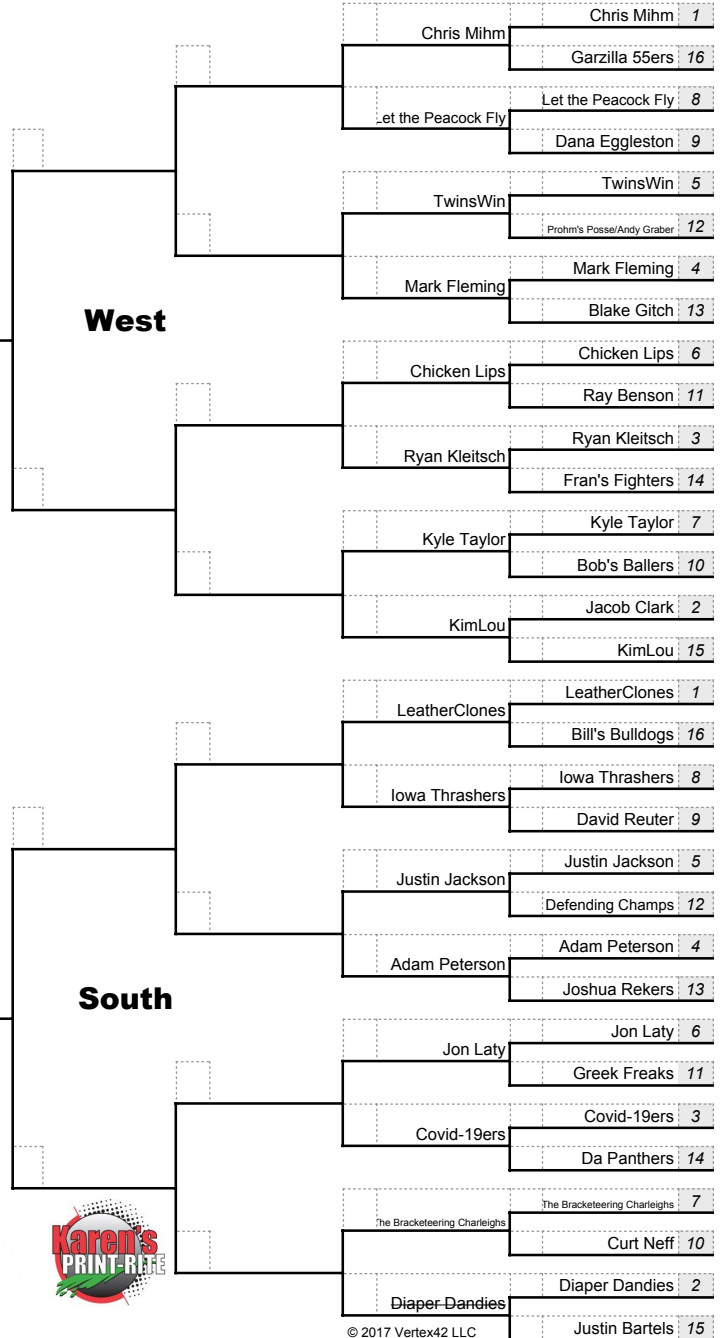 Chris Mihm 1
Chris Mihm
Garzilla 55ers 16
Let the Peacock Fly 8
Let the Peacock Fly
Dana Eggleston 9
TwinsWin 5
TwinsWin
Prohm's Posse/Andy Graber 12
Mark Fleming 4
Mark Fleming
Blake Gitch 13
West
Chicken Lips 6
Chicken Lips
Ray Benson 11
Ryan Kleitsch 3
Ryan Kleitsch
Fran's Fighters 14
Kyle Taylor 7
Kyle Taylor
Bob's Ballers 10
Jacob Clark 2
KimLou
KimLou 15
LeatherClones 1
LeatherClones
Bill's Bulldogs 16
Iowa Thrashers 8
Iowa Thrashers
David Reuter 9
Justin Jackson 5
Justin Jackson
Defending Champs 12
Adam Peterson 4
Adam Peterson
Joshua Rekers 13
South
Jon Laty 6
Jon Laty
Greek Freaks 11
Covid-19ers 3
Covid-19ers
Da Panthers 14
The Bracketeering Charleighs 7
The Bracketeering Charleighs
Curt Neff 10
Karen's
PRINT-RITE
Diaper Dandies 2
Diaper Dandies
Justin Bartels 15
© 2017 Vertex42 LLC